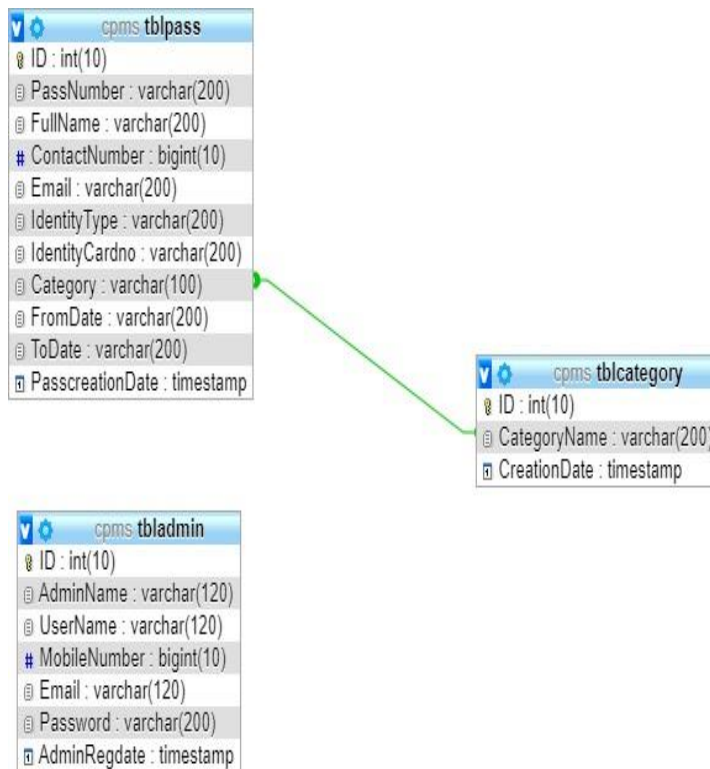 cpms tblpass
ID : int(10)
PassNumber : varchar(200)
FullName : varchar(200)
# ContactNumber : bigint(10)
Email : varchar(200)
IdentityType : varchar(200)
IdentityCardno : varchar(200)
Category : varchar(100)
FromDate : varchar(200)
ToDate : varchar(200)
PasscreationDate : timestamp
cpms tblcategory
ID : int(10)
CategoryName : varchar(200)
CreationDate : timestamp
cpms tbladmin
ID : int(10)
AdminName : varchar(120)
UserName : varchar(120)
# MobileNumber : bigint(10)
Email : varchar(120)
Password : varchar(200)
AdminRegdate : timestamp